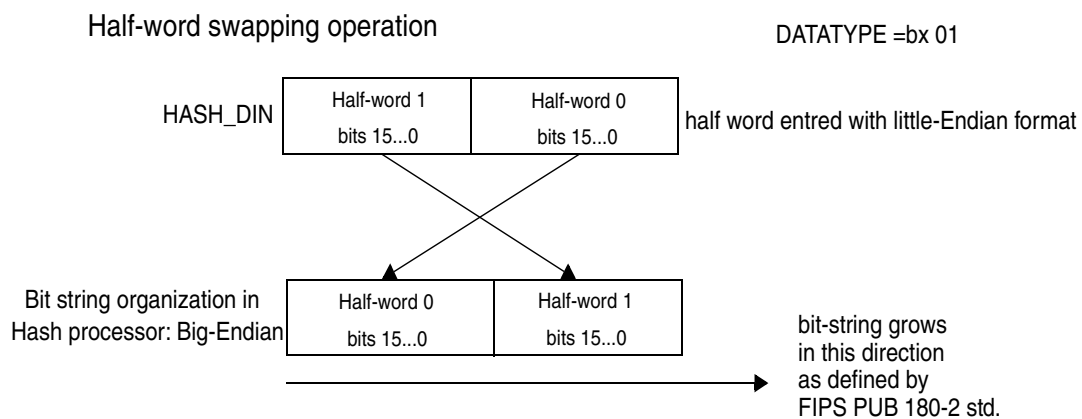 Half-word swapping operation
DATATYPE =bx 01
HASH_DIN
Half-word 1
bits 15...0
Half-word 0
bits 15...0
half word entred with little-Endian format
Bit string organization in
Hash processor: Big-Endian
Half-word 0
bits 15...0
Half-word 1
bits 15...0
bit-string grows
in this direction
as defined by
FIPS PUB 180-2 std.